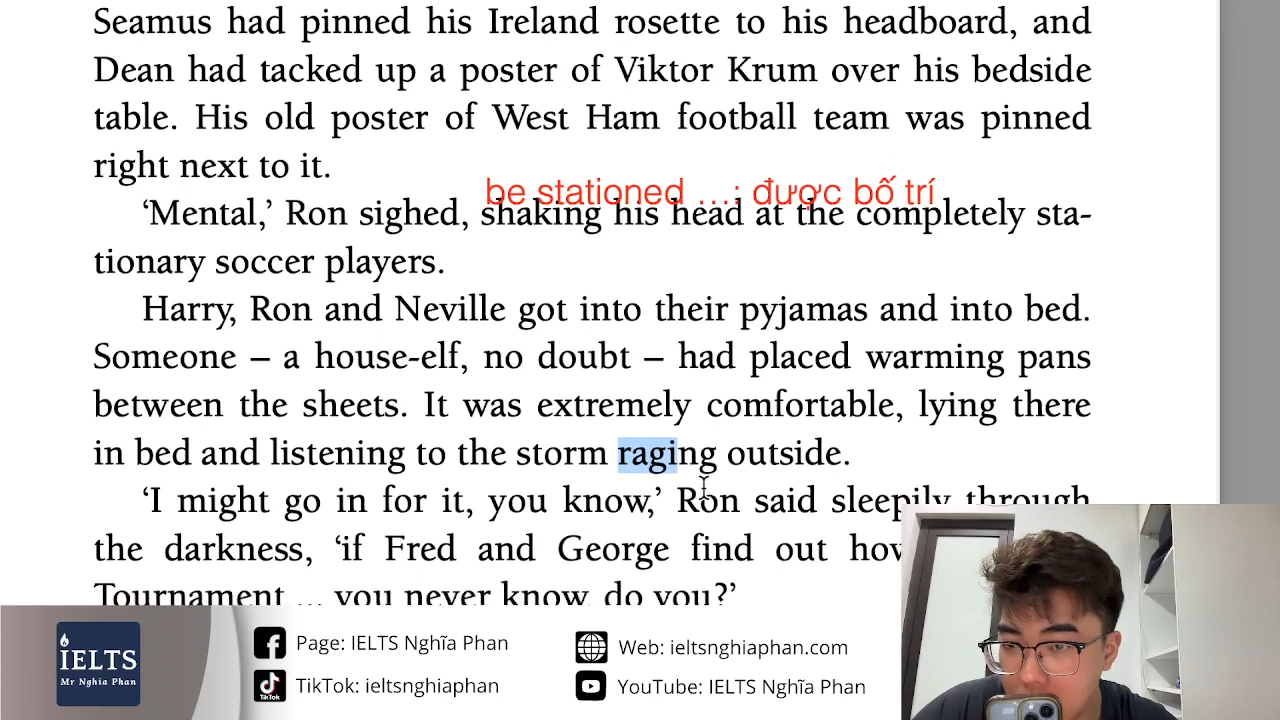 Seamus had pinned his Ireland rosette to his headboard, and
Dean had tacked up a poster of Viktor Krum over his bedside
table. His old poster of West Ham football team was pinned
right next to it.
be stationed ...: được bố trí
‘Mental,’ Ron sighed, shaking his head at the completely sta-
tionary soccer players.
Harry, Ron and Neville got into their pyjamas and into bed.
Someone – a house-elf, no doubt – had placed warming pans
between the sheets. It was extremely comfortable, lying there
in bed and listening to the storm raging outside.
‘I might go in for it, you know,’ Ron said sleepily through
the darkness, ‘if Fred and George find out
Tournament ... you never know, do you?’
IELTS
Mr Nghia Phan
Page: IELTS Nghĩa Phan
TikTok
TikTok: ieltsnghiaphan
Web: ieltsnghiaphan.com
YouTube: IELTS Nghĩa Phan